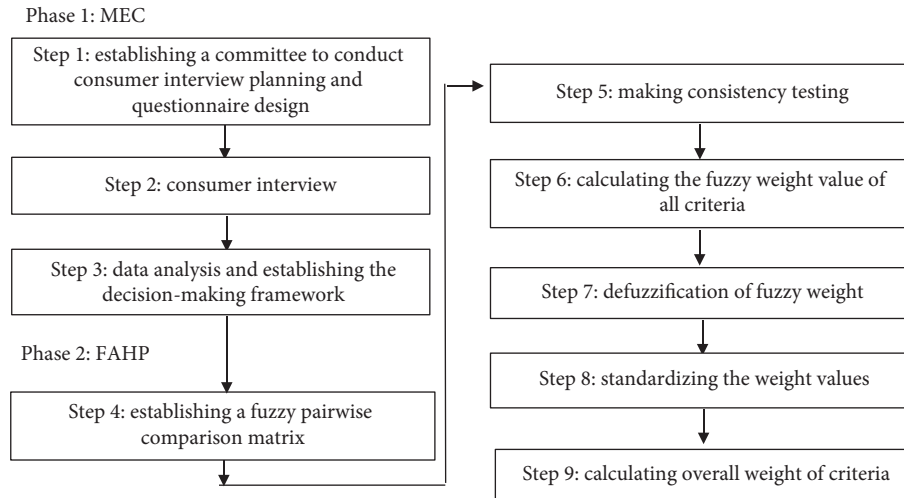 Phase 1: MEC
Step 1: establishing a committee to conduct
consumer interview planning and
questionnaire design
Step 2: consumer interview
Step 3: data analysis and establishing the
decision-making framework
Phase 2: FAHP
Step 4: establishing a fuzzy pairwise
comparison matrix
Step 5: making consistency testing
Step 6: calculating the fuzzy weight value of
all criteria
Step 7: defuzzification of fuzzy weight
Step 8: standardizing the weight values
Step 9: calculating overall weight of criteria